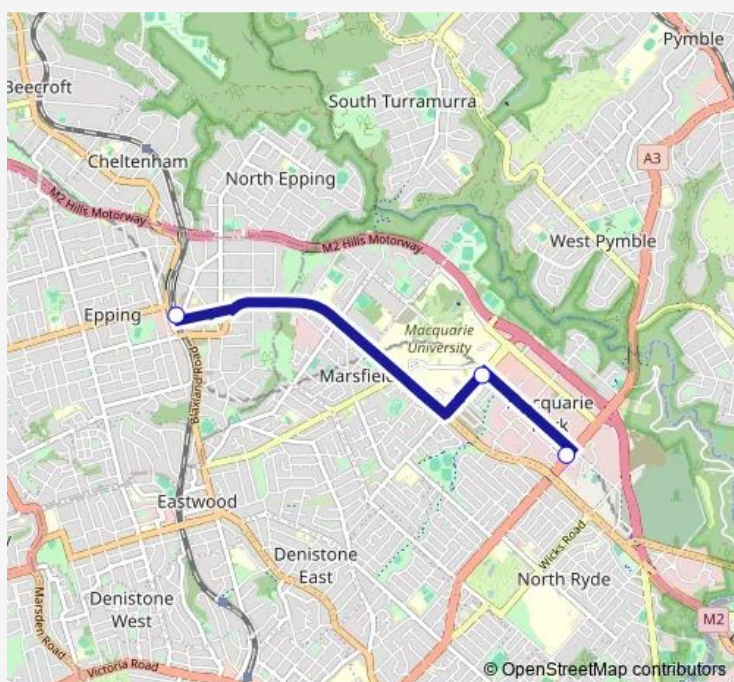 Pymble
Beecroft
South Turramurra
Cheltenham
A3
North Epping
M2 Hills Motorway
M2 Hills Motorway
West Pymble
Epping
Macquarie
University
Blaxland Road
Marsfield
Macquarie
Eastwood
Wicks Road
Denistone
East
North Ryde
Marsden Road
Denistone
West
M2
Victoria Road
© OpenStreetMap contributors